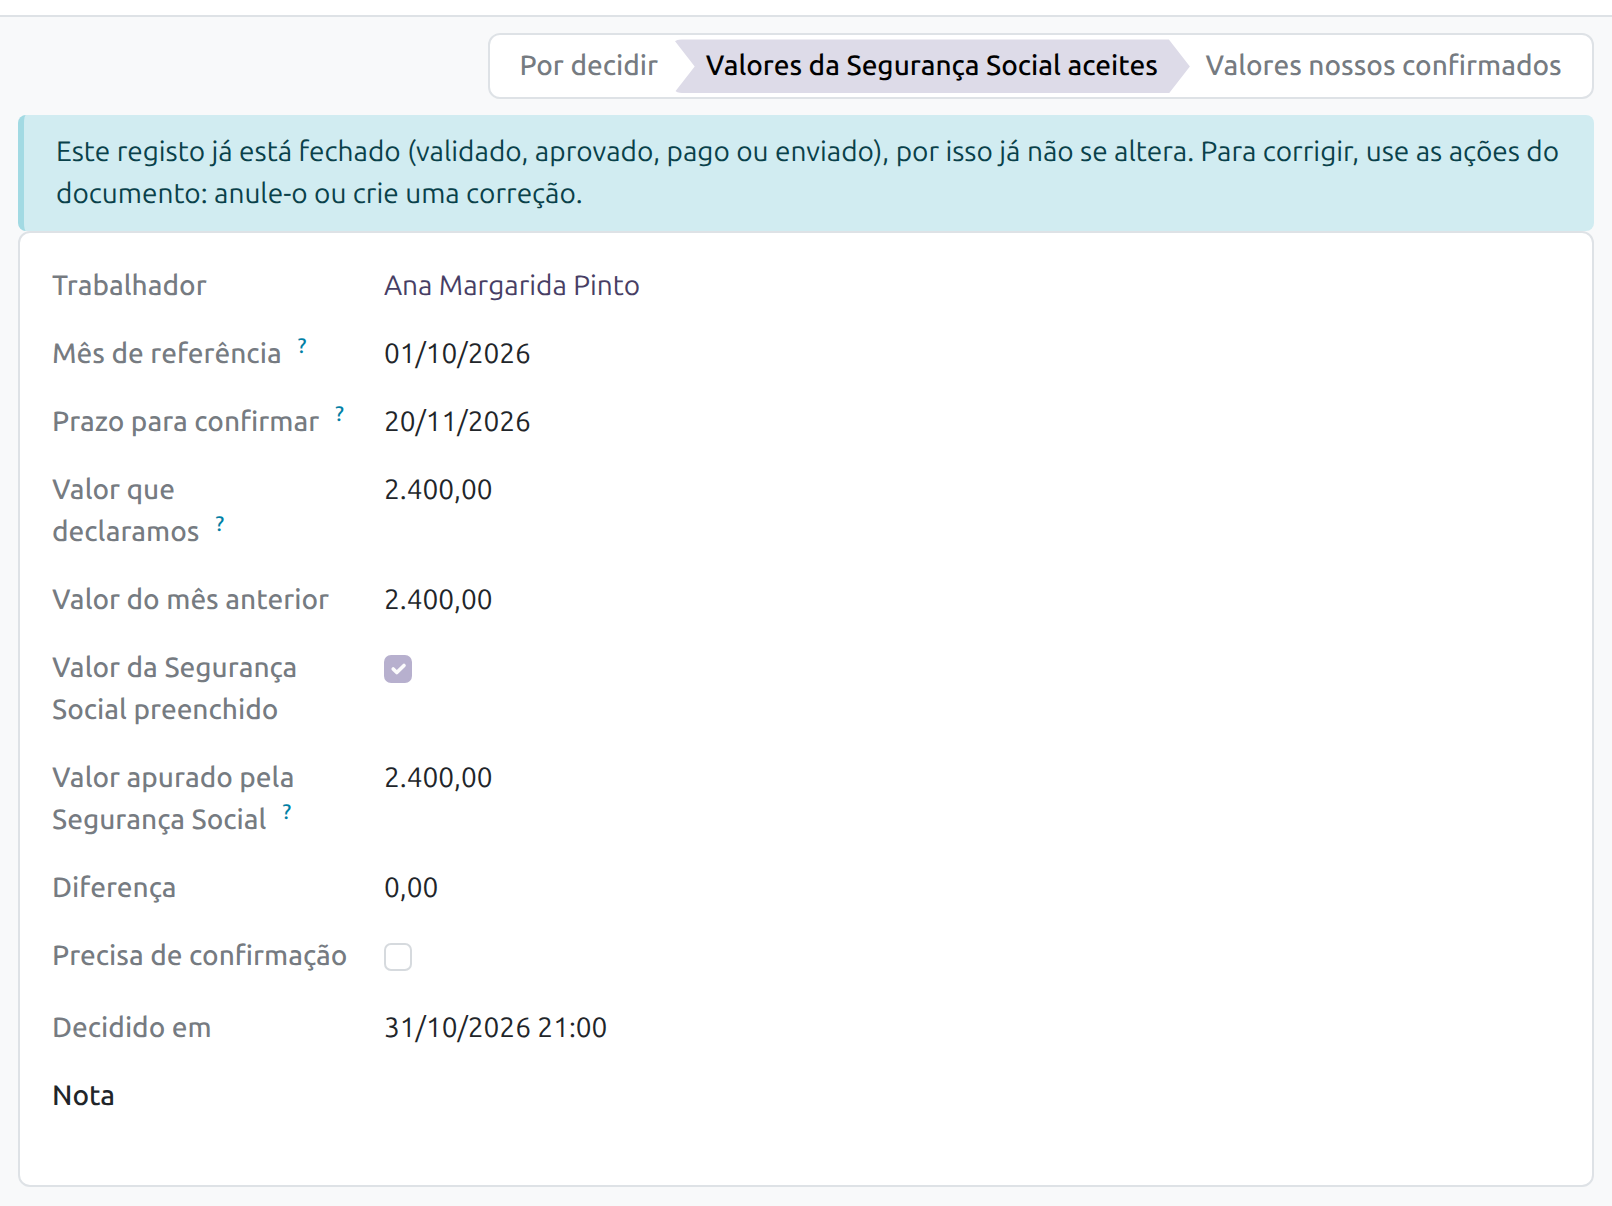 Por decidir
Valores da Segurança Social aceites
Valores nossos confirmados
Este registo já está fechado (validado, aprovado, pago ou enviado), por isso já não se altera. Para corrigir, use as ações do
documento: anule-o ou crie uma correção.
Trabalhador
Ana Margarida Pinto
Mês de referência ?
01/10/2026
Prazo para confirmar ?
20/11/2026
Valor que
declaramos ?
2.400,00
Valor do mês anterior
2.400,00
Valor da Segurança
Social preenchido
Valor apurado pela
Segurança Social ?
2.400,00
Diferença
0,00
Precisa de confirmação
Decidido em
31/10/2026 21:00
Nota